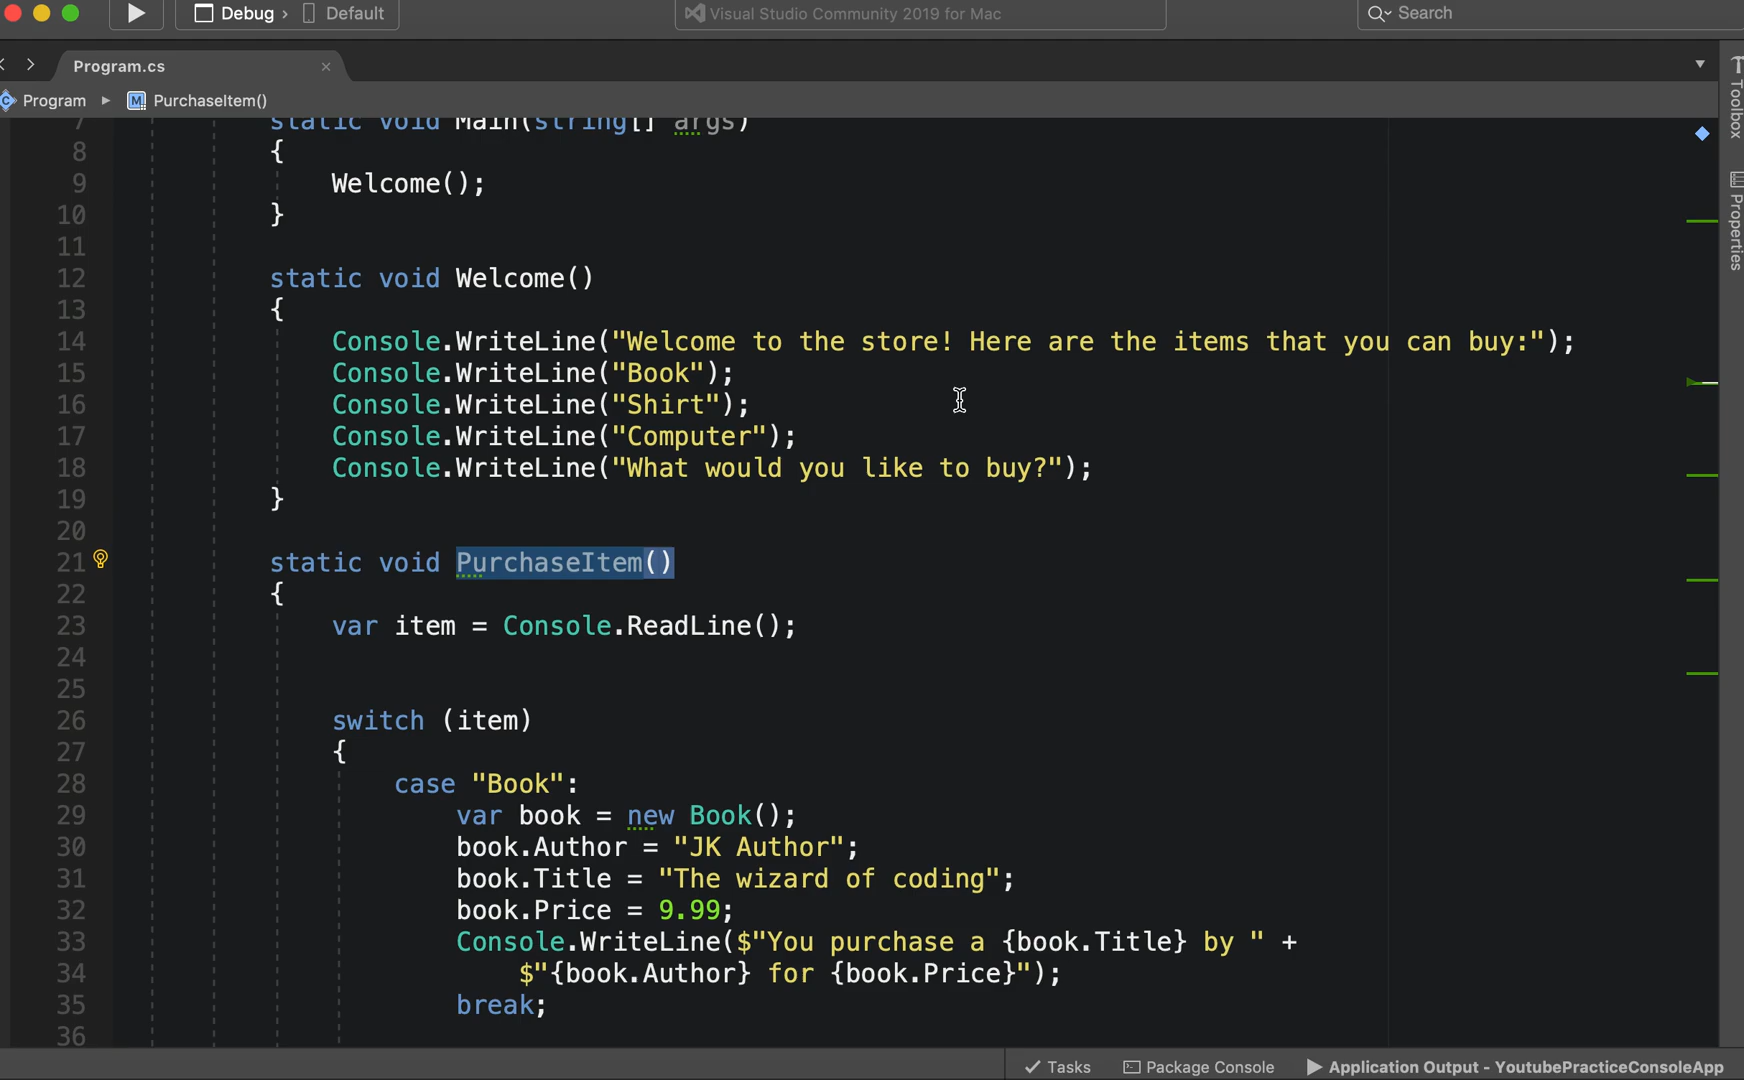 Debug › Default
Visual Studio Community 2019 for Mac
Search
Program.cs
Program ▸ M PurchaseItem()
7 static void Main(string[] args)
8 {
9 Welcome();
10 }
11
12 static void Welcome()
13 {
14 Console.WriteLine("Welcome to the store! Here are the items that you can buy:");
15 Console.WriteLine("Book");
16 Console.WriteLine("Shirt");
17 Console.WriteLine("Computer");
18 Console.WriteLine("What would you like to buy?");
19 }
20
21 static void PurchaseItem()
22 {
23 var item = Console.ReadLine();
24
25
26 switch (item)
27 {
28 case "Book":
29 var book = new Book();
30 book.Author = "JK Author";
31 book.Title = "The wizard of coding";
32 book.Price = 9.99;
33 Console.WriteLine($"You purchase a {book.Title} by " +
34 $"{book.Author} for {book.Price}");
35 break;
36
Toolbox
Properties
Tasks
Package Console
Application Output - YoutubePracticeConsoleApp